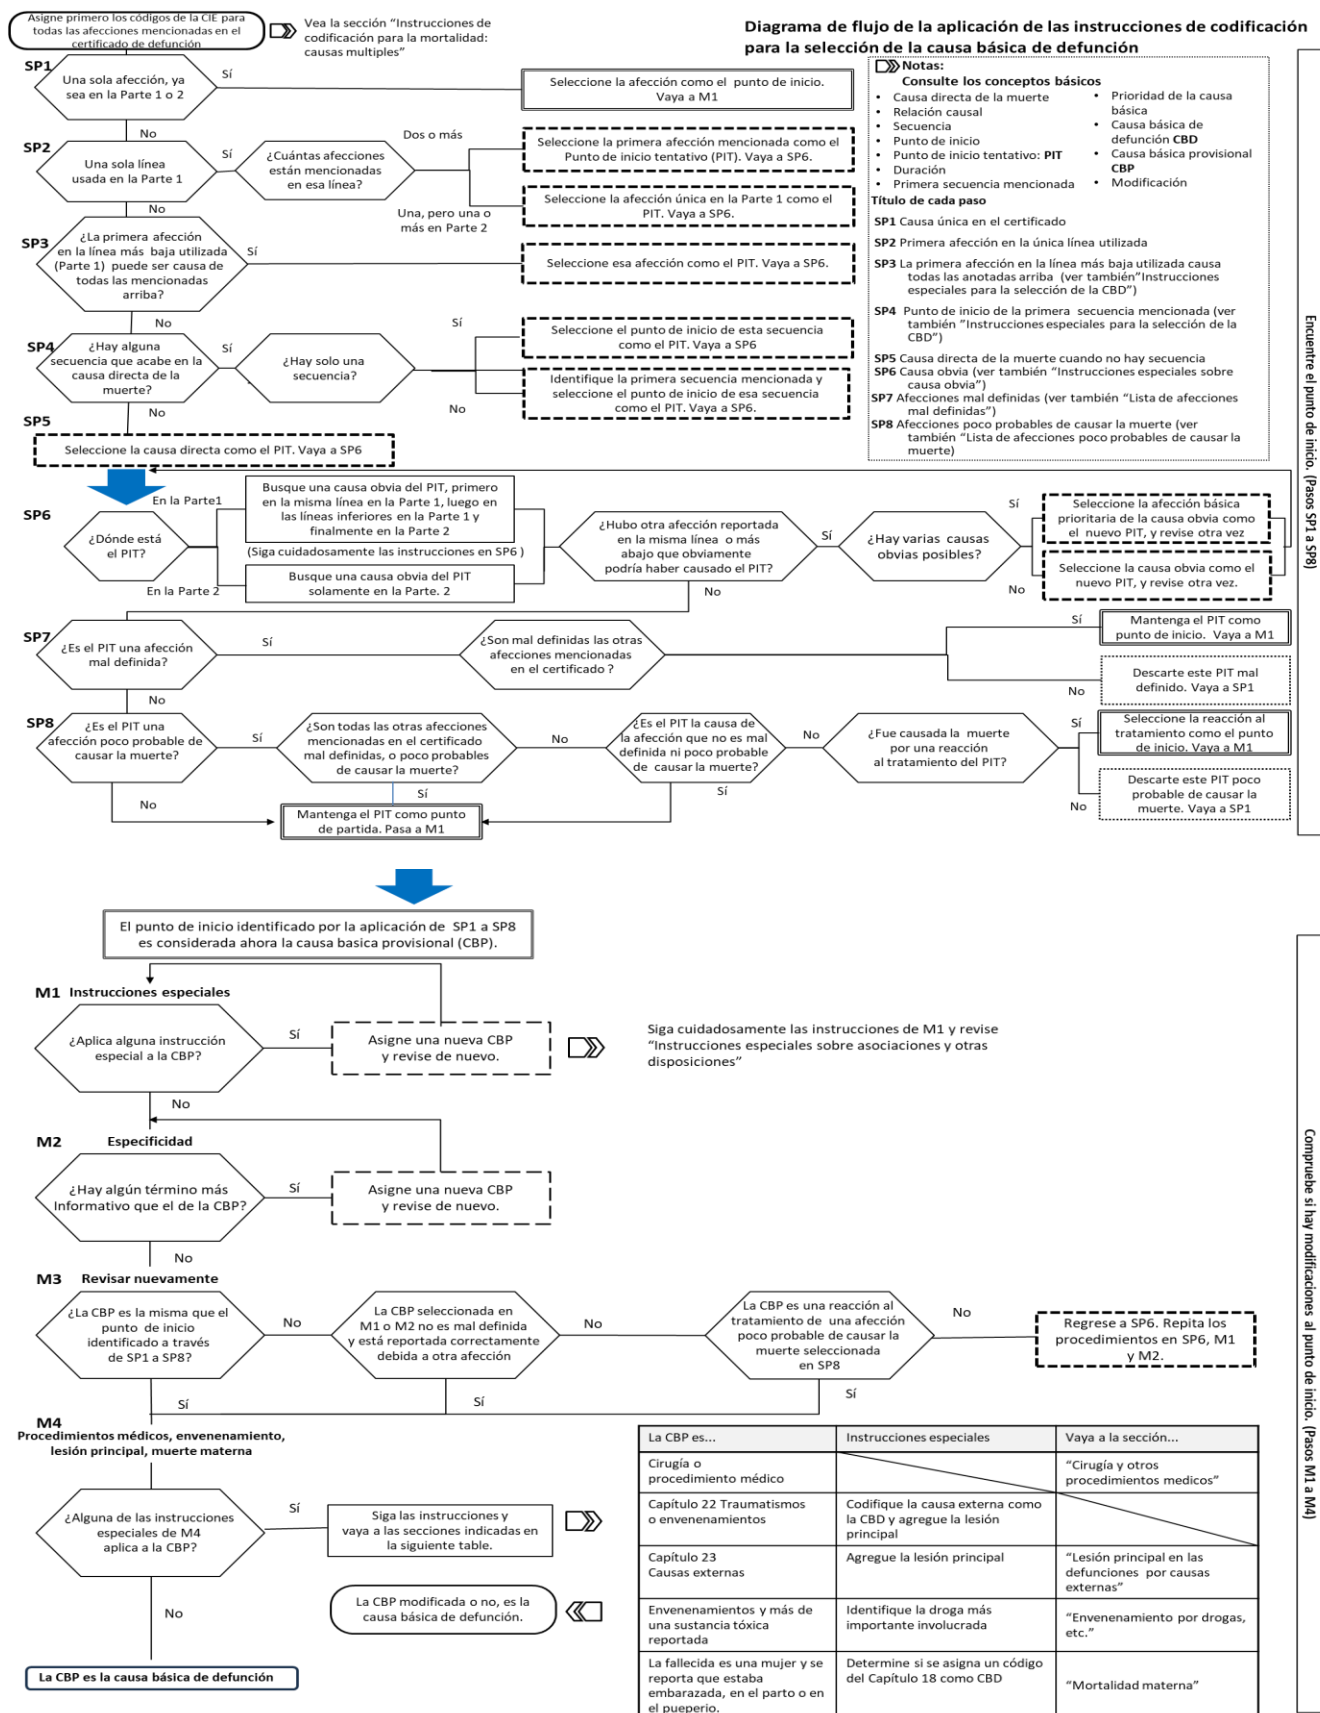 Asigne primero los códigos de la CIE para
todas las afecciones mencionadas en el
certificado de defunción
Vea la sección "Instrucciones de
codificación para la mortalidad:
causas multiples"
Diagrama de flujo de la aplicación de las instrucciones de codificación
para la selección de la causa básica de defunción
SP1
Una sola afección, ya
sea en la Parte 1 o 2
Sí
Seleccione la afección como el punto de inicio.
Vaya a M1
No
SP2
Una sola línea
usada en la Parte 1
Sí
¿Cuántas afecciones
están mencionadas
en esa línea?
Dos o más
Seleccione la primera afección mencionada como el
Punto de inicio tentativo (PIT). Vaya a SP6.
Una, pero una o
más en Parte 2
Seleccione la afección única en la Parte 1 como el
PIT. Vaya a SP6.
No
SP3
¿La primera afección
en la línea más baja utilizada
(Parte 1) puede ser causa de
todas las mencionadas
arriba?
Sí
Seleccione esa afección como el PIT. Vaya a SP6.
No
SP4
¿Hay alguna
secuencia que acabe en la
causa directa de la
muerte?
Sí
¿Hay solo una
secuencia?
Sí
Seleccione el punto de inicio de esta secuencia
como el PIT. Vaya a SP6
No
Identifique la primera secuencia mencionada y
seleccione el punto de inicio de esa secuencia
como el PIT. Vaya a SP6.
No
SP5
Seleccione la causa directa como el PIT. Vaya a SP6
Notas:
Consulte los conceptos básicos
• Causa directa de la muerte
• Relación causal
• Secuencia
• Punto de inicio
• Punto de inicio tentativo: PIT
• Duración
• Primera secuencia mencionada
• Prioridad de la causa
básica
• Causa básica de
defunción CBD
• Causa básica provisional
CBP
• Modificación
Título de cada paso
SP1 Causa única en el certificado
SP2 Primera afección en la única línea utilizada
SP3 La primera afección en la línea más baja utilizada causa
todas las anotadas arriba (ver también"Instrucciones
especiales para la selección de la CBD")
SP4 Punto de inicio de la primera secuencia mencionada (ver
también "Instrucciones especiales para la selección de la
CBD")
SP5 Causa directa de la muerte cuando no hay secuencia
SP6 Causa obvia (ver también "Instrucciones especiales sobre
causa obvia")
SP7 Afecciones mal definidas (ver también "Lista de afecciones
mal definidas")
SP8 Afecciones poco probables de causar la muerte (ver
también "Lista de afecciones poco probables de causar la
muerte)
Encuentre el punto de inicio. (Pasos SP1 a SP8)
SP6
¿Dónde está
el PIT?
En la Parte1
Busque una causa obvia del PIT, primero
en la misma línea en la Parte 1, luego en
las líneas inferiores en la Parte 1 y
finalmente en la Parte 2
(Siga cuidadosamente las instrucciones en SP6 )
En la Parte 2
Busque una causa obvia del PIT
solamente en la Parte. 2
¿Hubo otra afección reportada
en la misma línea o más
abajo que obviamente
podría haber causado el PIT?
Sí
¿Hay varias causas
obvias posibles?
Sí
Seleccione la afección básica
prioritaria de la causa obvia como
el nuevo PIT, y revise otra vez
No
Seleccione la causa obvia como el
nuevo PIT, y revise otra vez.
No
SP7
¿Es el PIT una afección
mal definida?
Sí
¿Son mal definidas las otras
afecciones mencionadas
en el certificado ?
Sí
Mantenga el PIT como
punto de inicio. Vaya a M1
No
Descarte este PIT mal
definido. Vaya a SP1
No
SP8
¿Es el PIT una
afección poco probable de
causar la muerte?
Sí
¿Son todas las otras afecciones
mencionadas en el certificado
mal definidas, o poco probables
de causar la muerte?
No
¿Es el PIT la causa de
la afección que no es mal
definida ni poco probable
de causar la muerte?
No
¿Fue causada la muerte
por una reacción
al tratamiento del PIT?
Sí
Seleccione la reacción al
tratamiento como el punto
de inicio. Vaya a M1
No
Descarte este PIT poco
probable de causar la
muerte. Vaya a SP1
No
Sí
Sí
Mantenga el PIT como punto
de partida. Pasa a M1
El punto de inicio identificado por la aplicación de SP1 a SP8
es considerada ahora la causa basica provisional (CBP).
M1 Instrucciones especiales
¿Aplica alguna instrucción
especial a la CBP?
Sí
Asigne una nueva CBP
y revise de nuevo.
Siga cuidadosamente las instrucciones de M1 y revise
"Instrucciones especiales sobre asociaciones y otras
disposiciones"
No
M2 Especificidad
¿Hay algún término más
Informativo que el de la CBP?
Sí
Asigne una nueva CBP
y revise de nuevo.
No
M3 Revisar nuevamente
¿La CBP es la misma que el
punto de inicio
identificado a través
de SP1 a SP8?
No
La CBP seleccionada en
M1 o M2 no es mal definida
y está reportada correctamente
debida a otra afección
No
La CBP es una reacción al
tratamiento de una afección
poco probable de causar la
muerte seleccionada
en SP8
No
Regrese a SP6. Repita los
procedimientos en SP6, M1
y M2.
Sí
Sí
Sí
M4
Procedimientos médicos, envenenamiento,
lesión principal, muerte materna
¿Alguna de las instrucciones
especiales de M4
aplica a la CBP?
Sí
Siga las instrucciones y
vaya a las secciones indicadas en
la siguiente table.
No
La CBP modificada o no, es la
causa básica de defunción.
La CBP es la causa básica de defunción
La CBP es... Instrucciones especiales Vaya a la sección...
Cirugía o
procedimiento médico
"Cirugía y otros
procedimientos medicos"
Capítulo 22 Traumatismos
o envenenamientos
Codifique la causa externa como
la CBD y agregue la lesión
principal
Capítulo 23
Causas externas
Agregue la lesión principal
"Lesión principal en las
defunciones por causas
externas"
Envenenamientos y más de
una sustancia tóxica
reportada
Identifique la droga más
importante involucrada
"Envenenamiento por drogas,
etc."
La fallecida es una mujer y se
reporta que estaba
embarazada, en el parto o en
el pueperio.
Determine si se asigna un código
del Capítulo 18 como CBD
"Mortalidad materna"
Compruebe si hay modificaciones al punto de inicio. (Pasos M1 a M4)